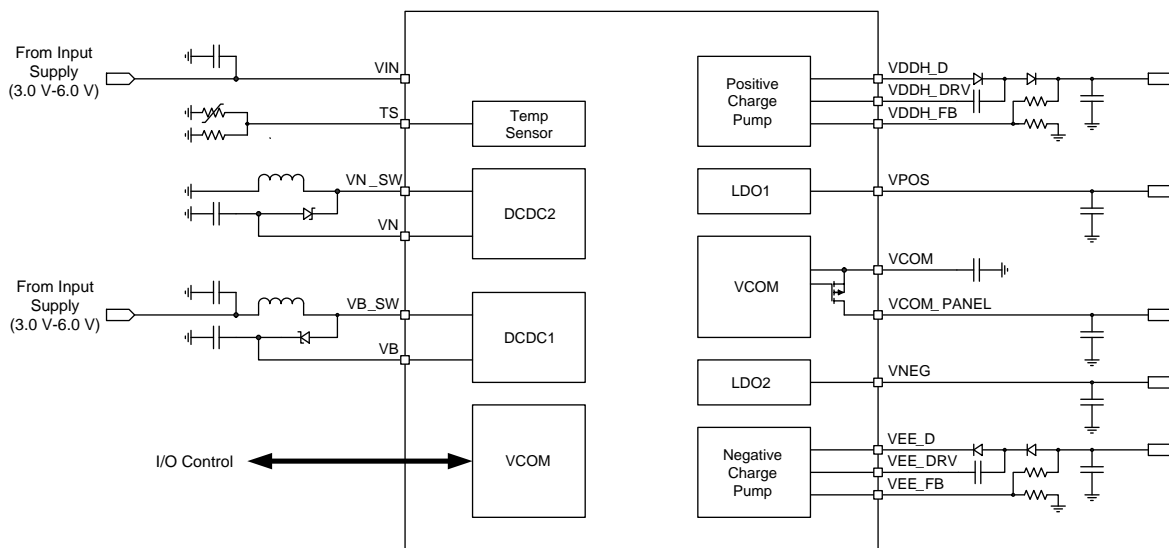 From Input
Supply
(3.0 V-6.0 V)
VIN
TS
Temp
Sensor
VN_SW
VN
DCDC2
From Input
Supply
(3.0 V-6.0 V)
VB_SW
VB
DCDC1
I/O Control
VCOM
Positive
Charge
Pump
VDDH_D
VDDH_DRV
VDDH_FB
LDO1
VPOS
VCOM
VCOM
VCOM_PANEL
LDO2
VNEG
Negative
Charge
Pump
VEE_D
VEE_DRV
VEE_FB